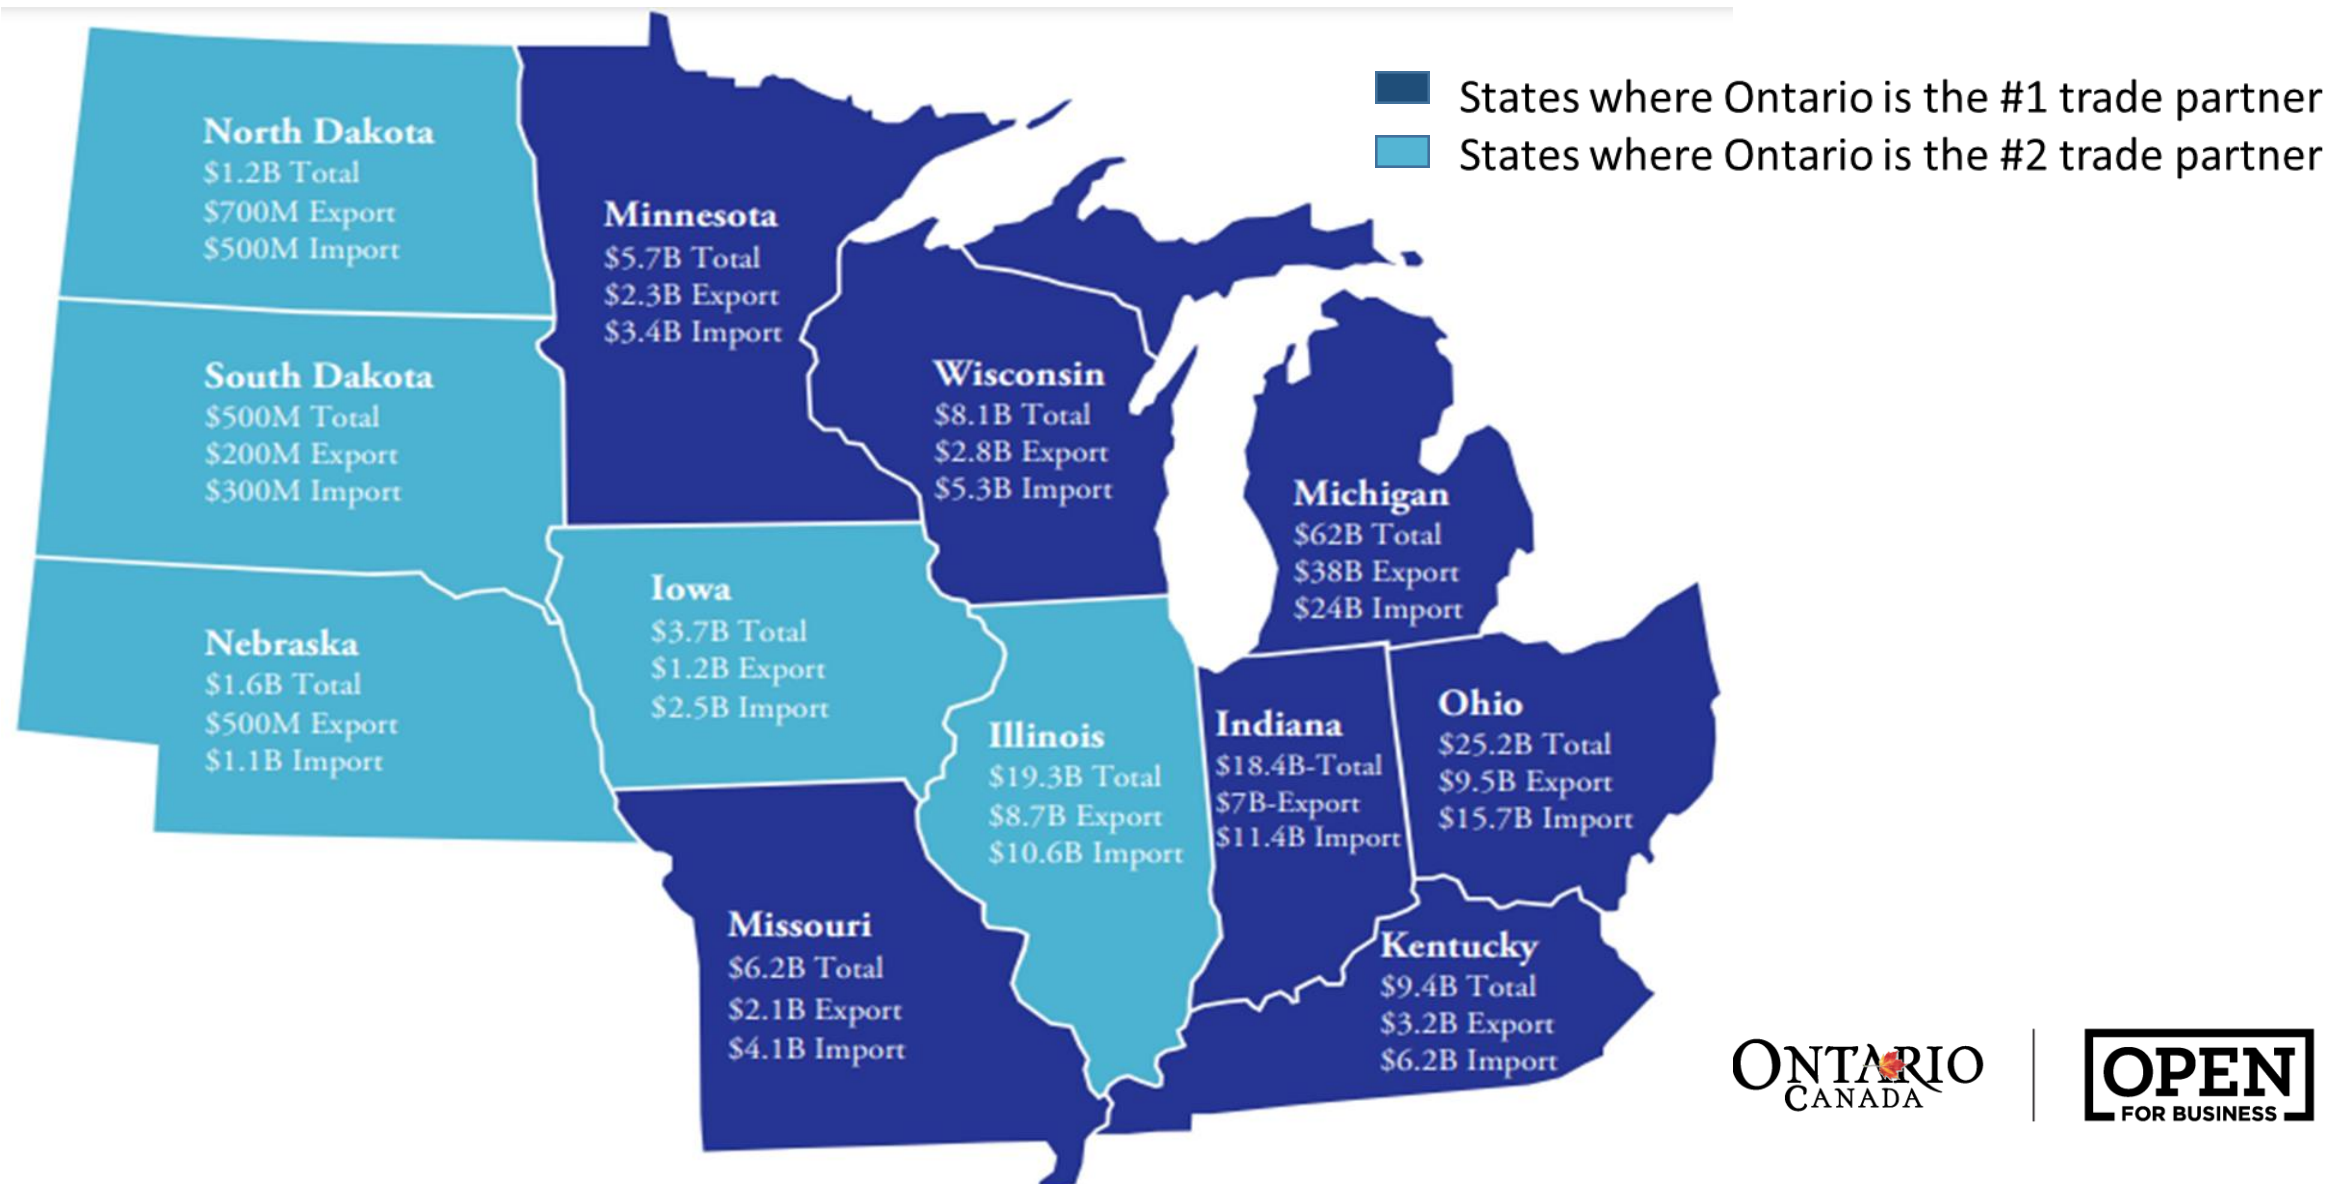 States where Ontario is the #1 trade partner
States where Ontario is the #2 trade partner
North Dakota
$1.2B Total
$700M Export
$500M Import
Minnesota
$5.7B Total
$2.3B Export
$3.4B Import
South Dakota
$500M Total
$200M Export
$300M Import
Wisconsin
$8.1B Total
$2.8B Export
$5.3B Import
Michigan
$62B Total
$38B Export
$24B Import
Nebraska
$1.6B Total
$500M Export
$1.1B Import
Iowa
$3.7B Total
$1.2B Export
$2.5B Import
Illinois
$19.3B Total
$8.7B Export
$10.6B Import
Indiana
$18.4B-Total
$7B-Export
$11.4B Import
Ohio
$25.2B Total
$9.5B Export
$15.7B Import
Missouri
$6.2B Total
$2.1B Export
$4.1B Import
Kentucky
$9.4B Total
$3.2B Export
$6.2B Import
ONTARIO
CANADA
OPEN
FOR BUSINESS